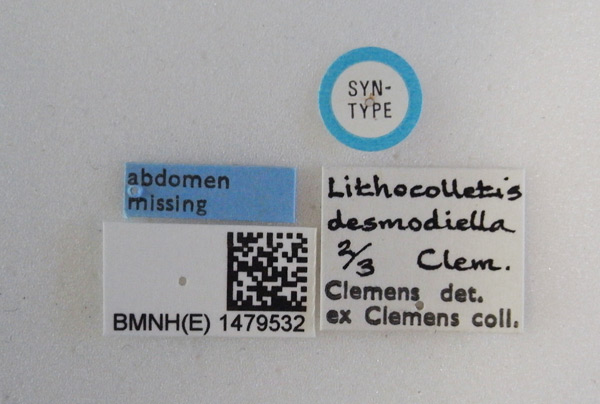 SYN-
TYPE
abdomen
missing
Lithocolletis
desmodiella
2/3 Clem.
Clemens det.
ex Clemens coll.
BMNH(E) 1479532